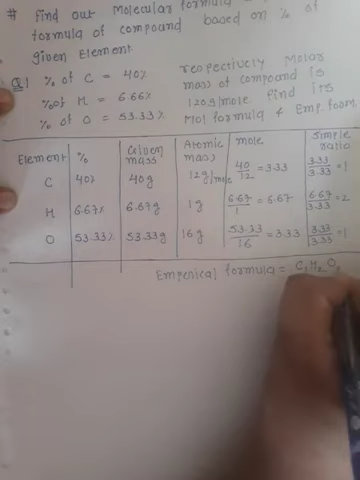 # Find out Molecular formula
formula of compound based on % of
given Element
Q1 % of C = 40% respectively Molar
mass of compound is
% of H = 6.66% 120g/mole find its
% of O = 53.33% Mol formula & Emp. foam.
Element % Given mass Atomic mass mole simple ratio
C 40% 40g 12g/mole 40/12 = 3.33 3.33/3.33 = 1
H 6.67% 6.67g 1g 6.67/1 = 6.67 6.67/3.33 = 2
O 53.33% 53.33g 16g 53.33/16 = 3.33 3.33/3.33 = 1
Emperical formula = C₁H₂O₁